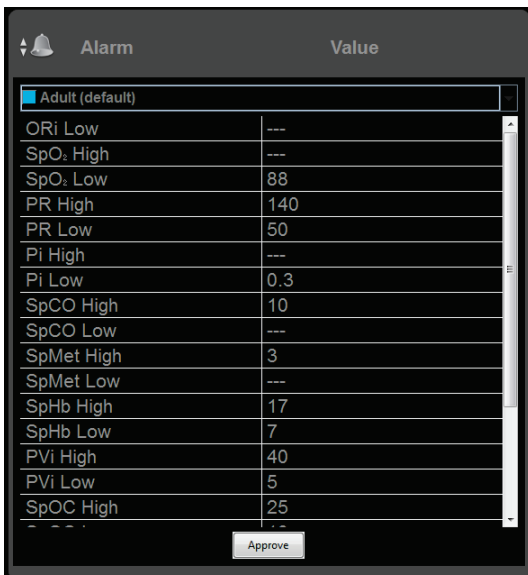 Alarm Value
Adult (default)
ORi Low ---
SpO₂ High ---
SpO₂ Low 88
PR High 140
PR Low 50
Pi High ---
Pi Low 0.3
SpCO High 10
SpCO Low ---
SpMet High 3
SpMet Low ---
SpHb High 17
SpHb Low 7
PVi High 40
PVi Low 5
SpOC High 25
Approve